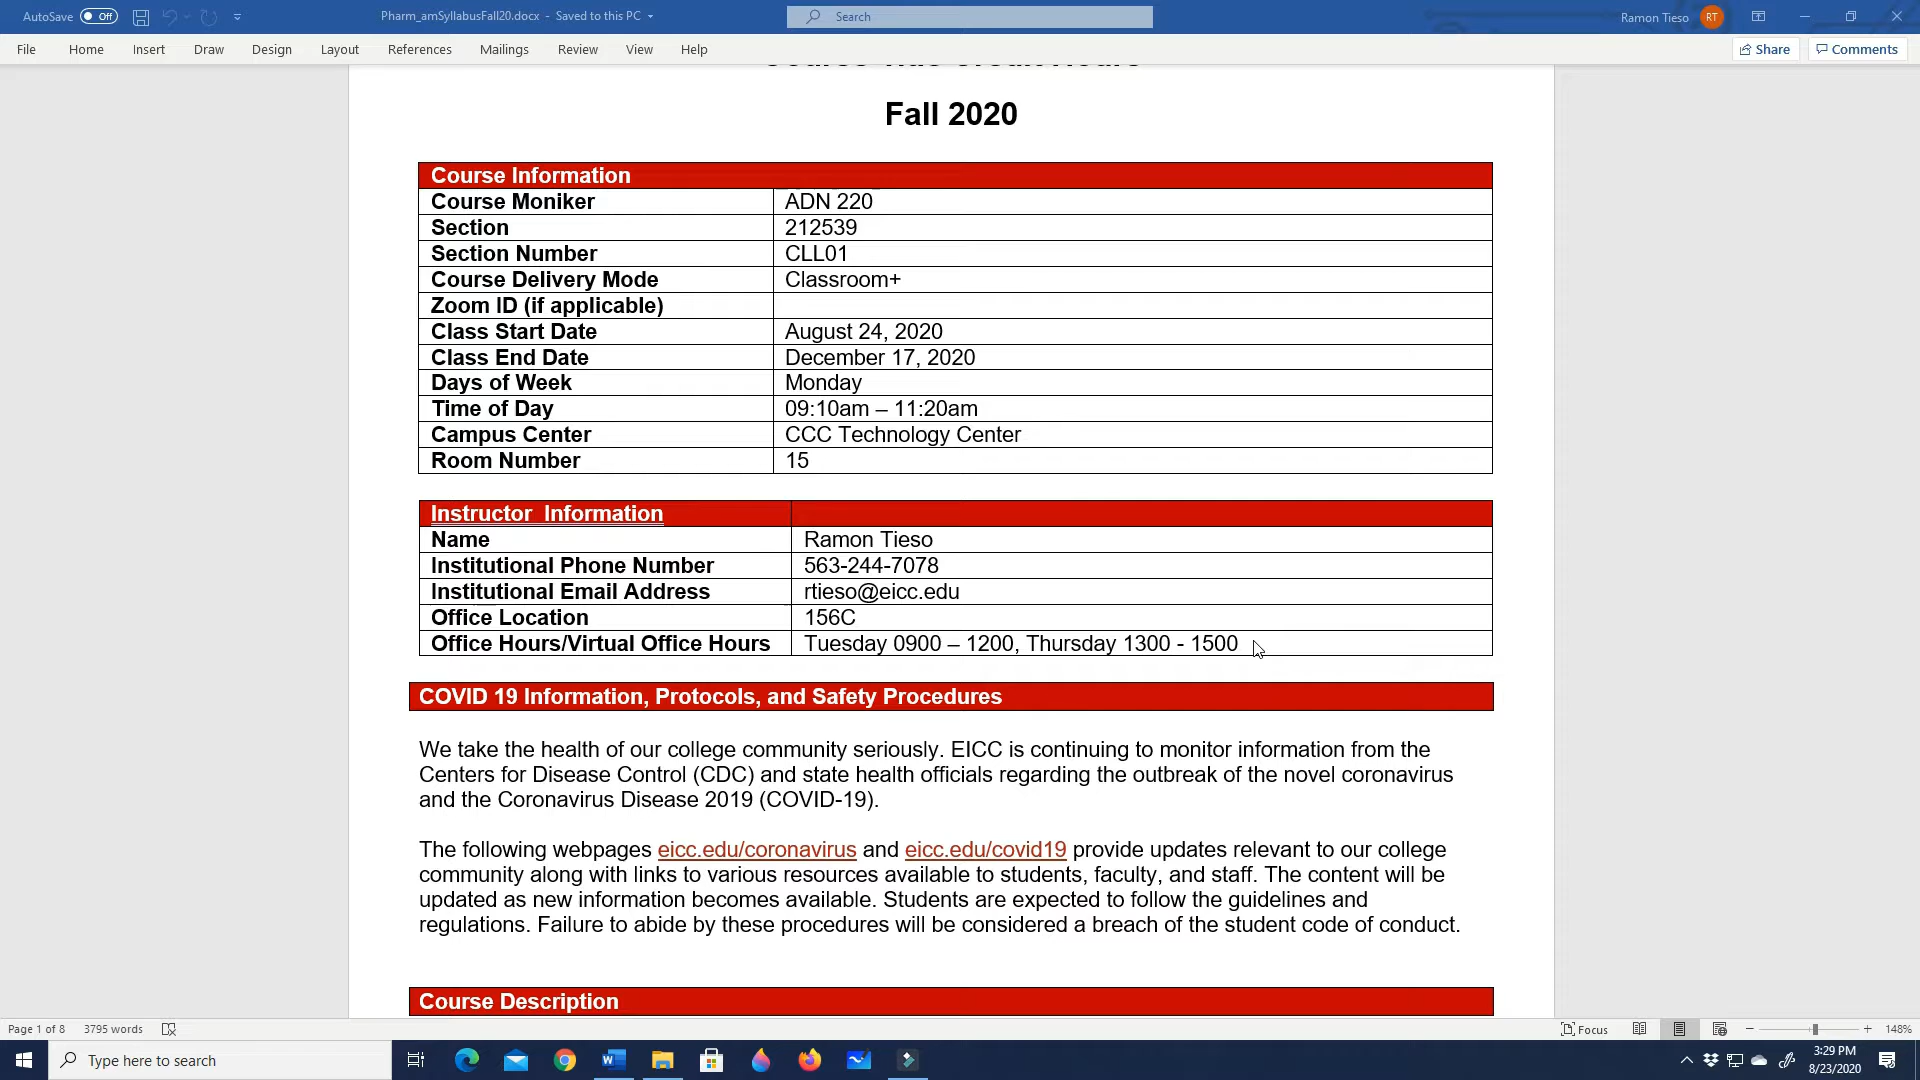 AutoSave Off Pharm_amSyllabusFall20.docx - Saved to this PC Search Ramon Tieso RT
File Home Insert Draw Design Layout References Mailings Review View Help Share Comments
Fall 2020
Course Information
Course Moniker ADN 220
Section 212539
Section Number CLL01
Course Delivery Mode Classroom+
Zoom ID (if applicable)
Class Start Date August 24, 2020
Class End Date December 17, 2020
Days of Week Monday
Time of Day 09:10am – 11:20am
Campus Center CCC Technology Center
Room Number 15
Instructor Information
Name Ramon Tieso
Institutional Phone Number 563-244-7078
Institutional Email Address rtieso@eicc.edu
Office Location 156C
Office Hours/Virtual Office Hours Tuesday 0900 – 1200, Thursday 1300 - 1500
COVID 19 Information, Protocols, and Safety Procedures
We take the health of our college community seriously. EICC is continuing to monitor information from the
Centers for Disease Control (CDC) and state health officials regarding the outbreak of the novel coronavirus
and the Coronavirus Disease 2019 (COVID-19).
The following webpages eicc.edu/coronavirus and eicc.edu/covid19 provide updates relevant to our college
community along with links to various resources available to students, faculty, and staff. The content will be
updated as new information becomes available. Students are expected to follow the guidelines and
regulations. Failure to abide by these procedures will be considered a breach of the student code of conduct.
Course Description
Page 1 of 8 3795 words Focus 148%
Type here to search 3:29 PM
8/23/2020